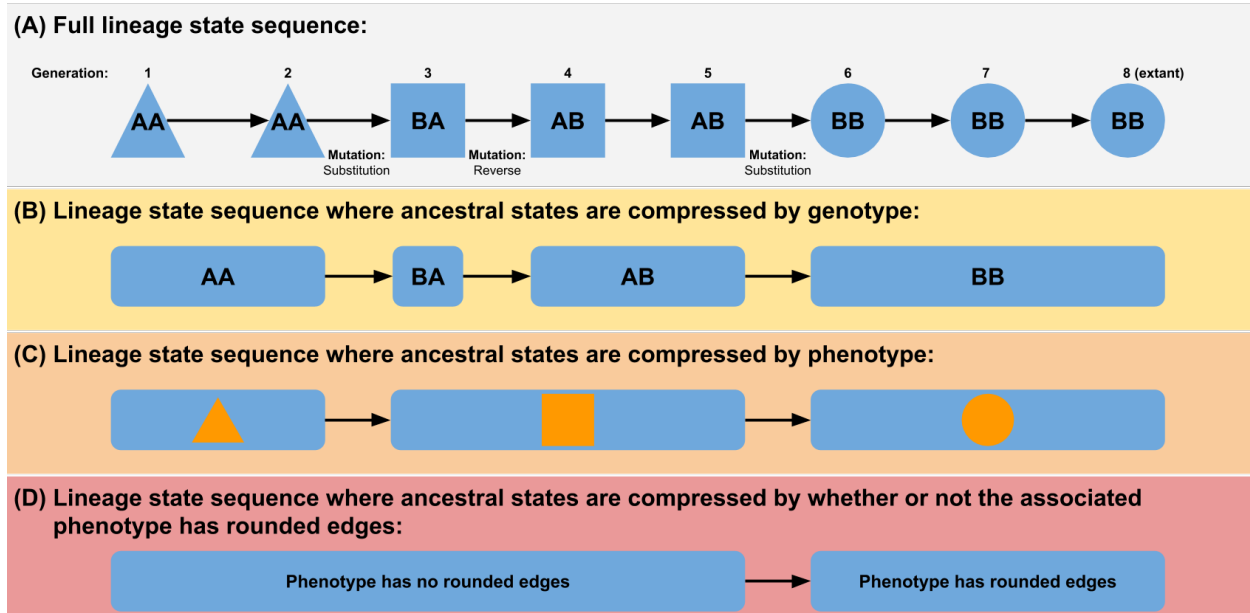 (A) Full lineage state sequence:
Generation: 1 2 3 4 5 6 7 8 (extant)
AA AA BA AB AB BB BB BB
Mutation: Mutation: Mutation:
Substitution Reverse Substitution
(B) Lineage state sequence where ancestral states are compressed by genotype:
AA BA AB BB
(C) Lineage state sequence where ancestral states are compressed by phenotype:
(D) Lineage state sequence where ancestral states are compressed by whether or not the associated
phenotype has rounded edges:
Phenotype has no rounded edges Phenotype has rounded edges